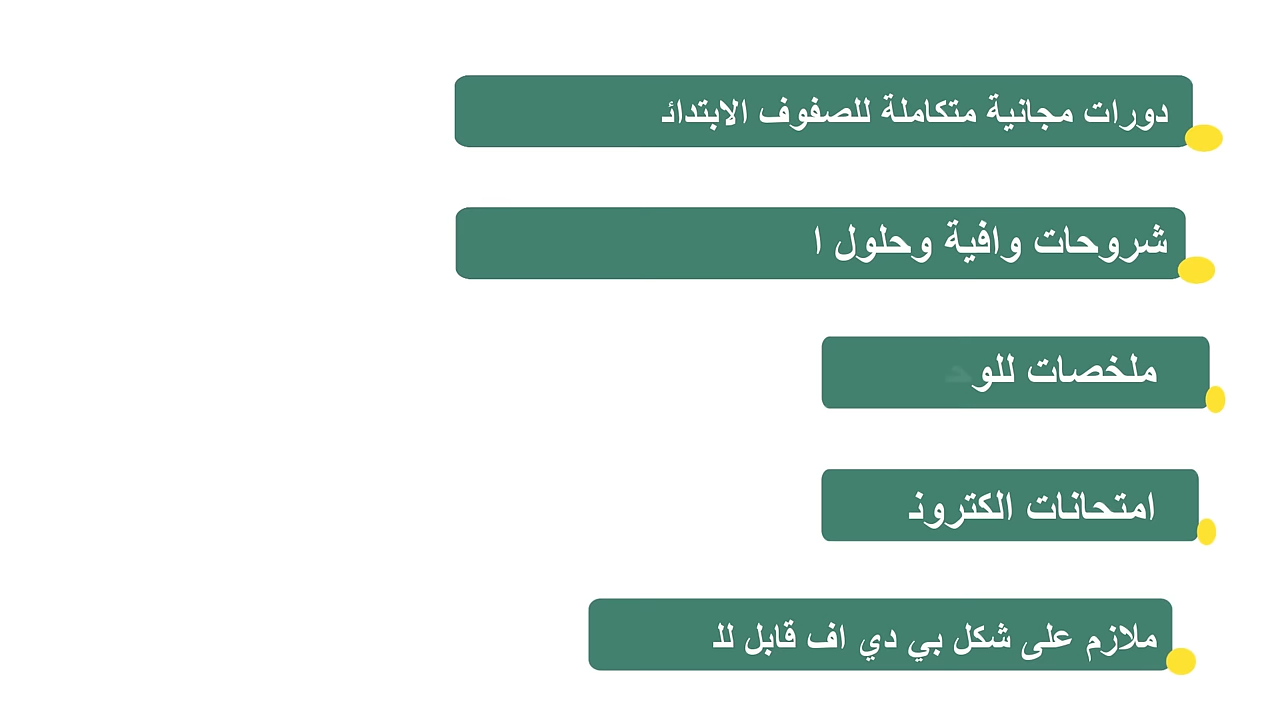 دورات مجانية متكاملة للصفوف الابتدائ
شروحات وافية وحلول ا
ملخصات للوح
امتحانات الكترون
ملازم على شكل بي دي اف قابل لل